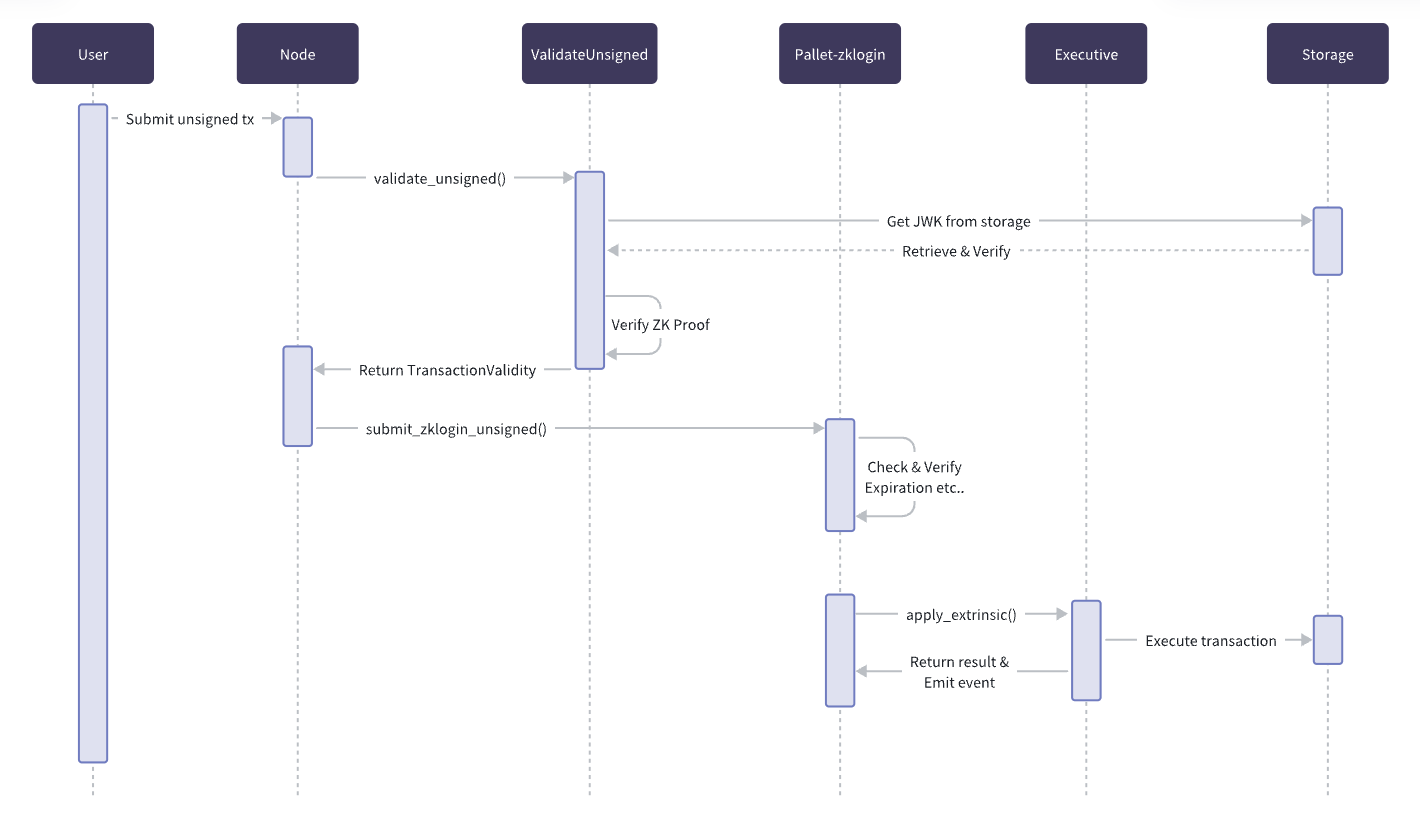 User
Node
ValidateUnsigned
Pallet-zklogin
Executive
Storage
Submit unsigned tx
validate_unsigned()
Get JWK from storage
Retrieve & Verify
Verify ZK Proof
Return TransactionValidity
submit_zklogin_unsigned()
Check & Verify
Expiration etc..
apply_extrinsic()
Execute transaction
Return result &
Emit event